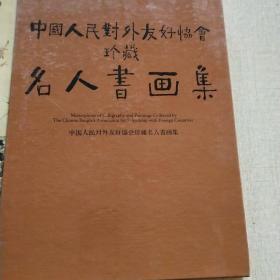 中國人民對外友好協會
珍藏
名人書画集
Masterpieces of Calligraphy and Paintings Collected by
The Chinese People's Association for Friendship with Foreign Countries
中国人民对外友好協会珍藏名人書画集